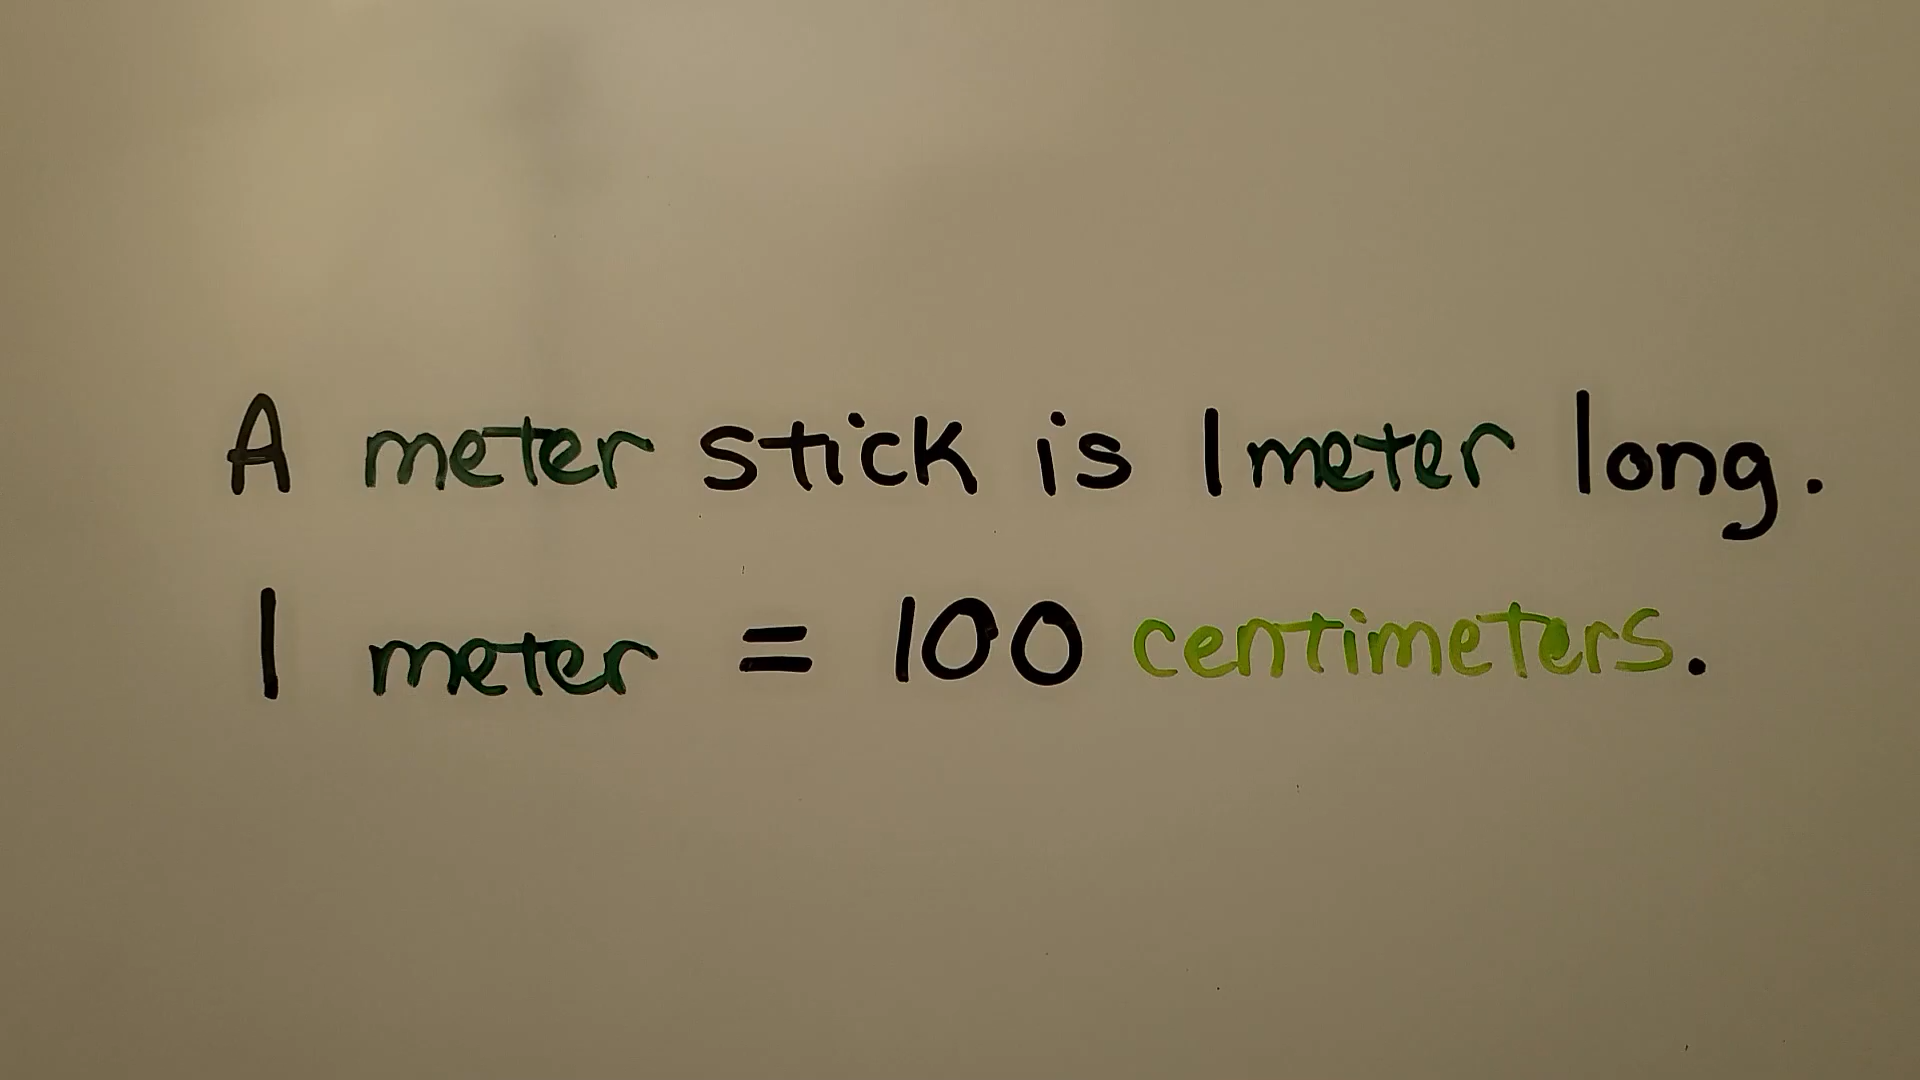 A meter stick is 1 meter long.
1 meter = 100 centimeters.